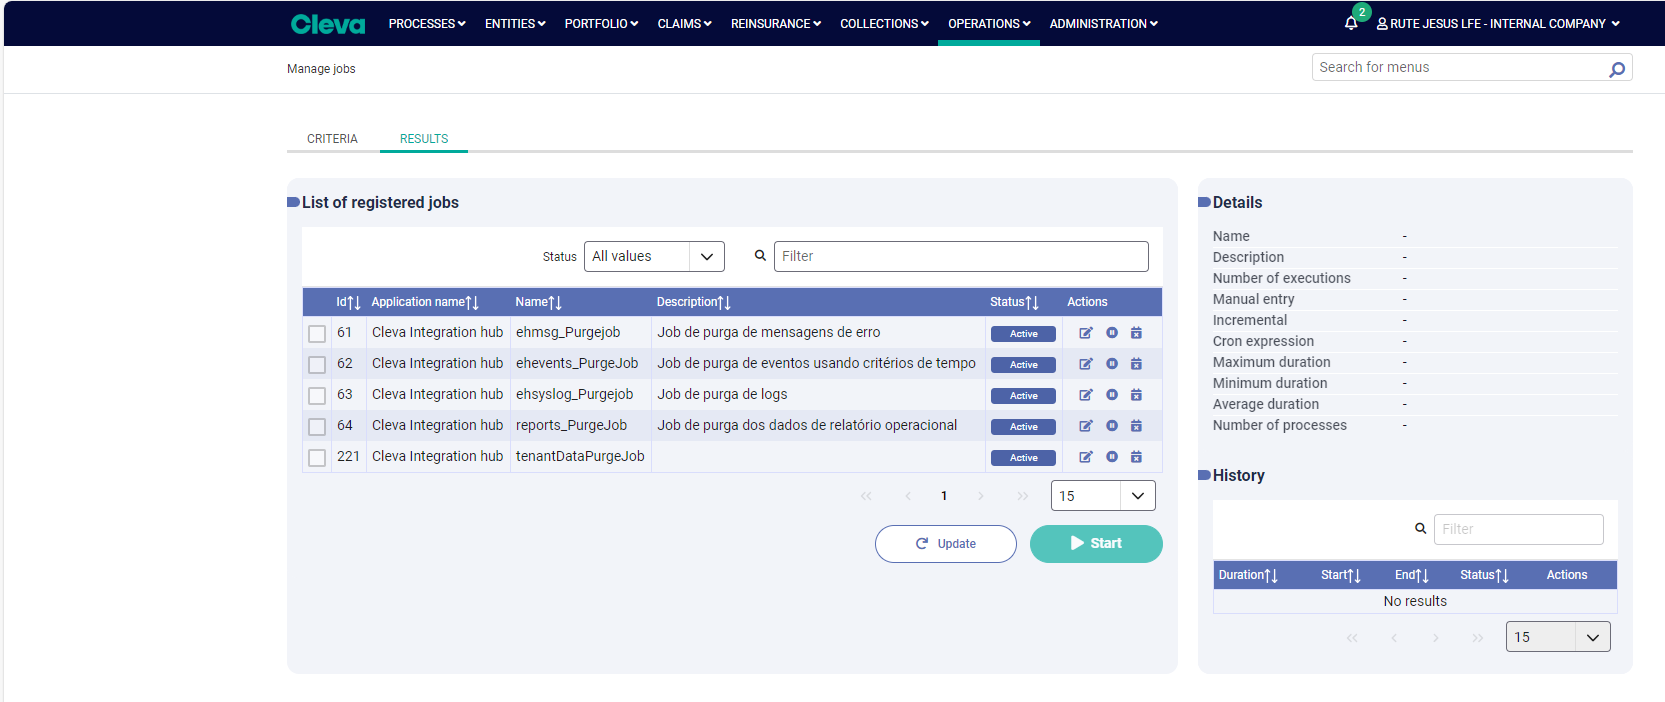 Cleva PROCESSES ENTITIES PORTFOLIO CLAIMS REINSURANCE COLLECTIONS OPERATIONS ADMINISTRATION 2 RUTE JESUS LFE - INTERNAL COMPANY
Manage jobs Search for menus
CRITERIA RESULTS
List of registered jobs
Status All values Filter
Id Application name Name Description Status Actions
61 Cleva Integration hub ehmsg_Purgejob Job de purga de mensagens de erro Active
62 Cleva Integration hub ehevents_PurgeJob Job de purga de eventos usando critérios de tempo Active
63 Cleva Integration hub ehsyslog_Purgejob Job de purga de logs Active
64 Cleva Integration hub reports_PurgeJob Job de purga dos dados de relatório operacional Active
221 Cleva Integration hub tenantDataPurgeJob Active
« ‹ 1 › » 15
Update Start
Details
Name -
Description -
Number of executions -
Manual entry -
Incremental -
Cron expression -
Maximum duration -
Minimum duration -
Average duration -
Number of processes -
History
Filter
Duration Start End Status Actions
No results
« ‹ › » 15